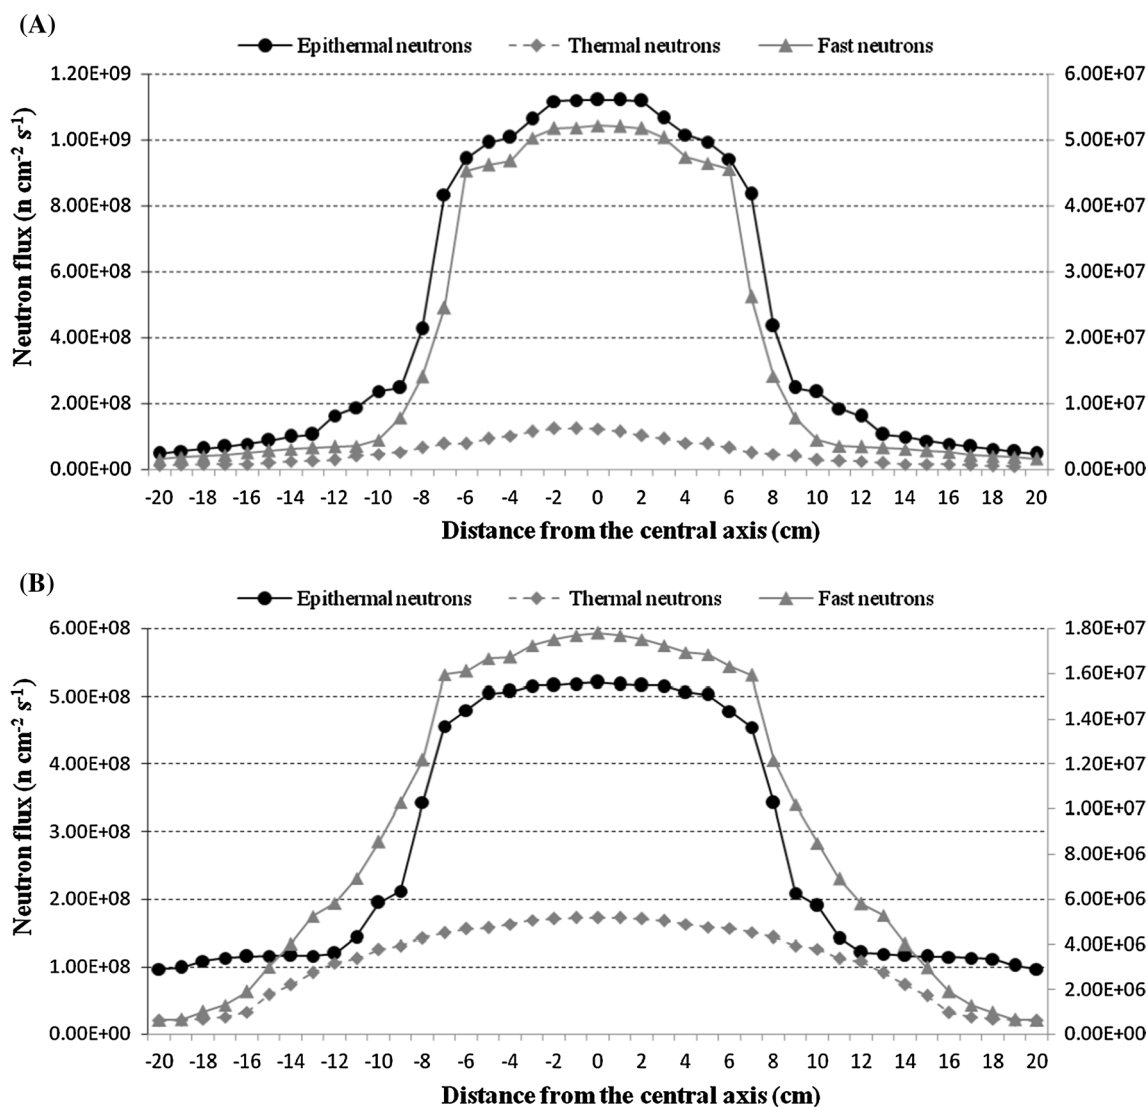 (A)
Epithermal neutrons Thermal neutrons Fast neutrons
1.20E+09 6.00E+07
1.00E+09 5.00E+07
8.00E+08 4.00E+07
6.00E+08 3.00E+07
4.00E+08 2.00E+07
2.00E+08 1.00E+07
0.00E+00 0.00E+00
Neutron flux (n cm-2 s-1)
-20 -18 -16 -14 -12 -10 -8 -6 -4 -2 0 2 4 6 8 10 12 14 16 18 20
Distance from the central axis (cm)
(B)
Epithermal neutrons Thermal neutrons Fast neutrons
6.00E+08 1.80E+07
1.60E+07
5.00E+08
1.40E+07
4.00E+08 1.20E+07
3.00E+08 1.00E+07
8.00E+06
2.00E+08 6.00E+06
4.00E+06
1.00E+08
2.00E+06
0.00E+00 0.00E+00
Neutron flux (n cm-2 s-1)
-20 -18 -16 -14 -12 -10 -8 -6 -4 -2 0 2 4 6 8 10 12 14 16 18 20
Distance from the central axis (cm)